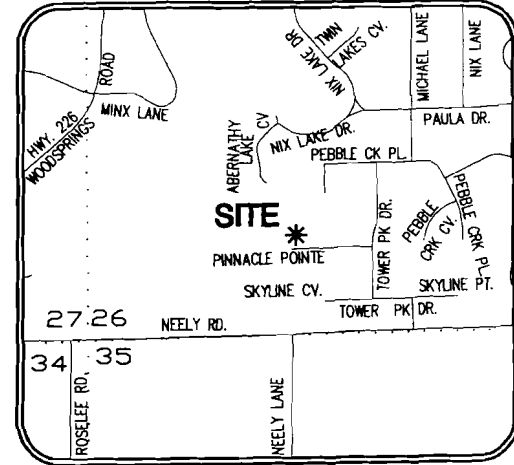 TWIN
LAKES CV.
NIX LAKE DR
MICHAEL LANE
NIX LANE
ROAD
MINX LANE
HWY. 226
WOODSPRINGS
ABERNATHY
LAKE CV
NIX LAKE DR.
PAULA DR.
PEBBLE CK PL.
SITE
*
TOWER PK DR.
PEBBLE
CRK CV.
PEBBLE CRK PL.
PINNACLE POINTE
SKYLINE CV.
SKYLINE PT.
TOWER PK DR.
27 26
NEELY RD.
34 35
ROSELEE RD.
NEELY LANE